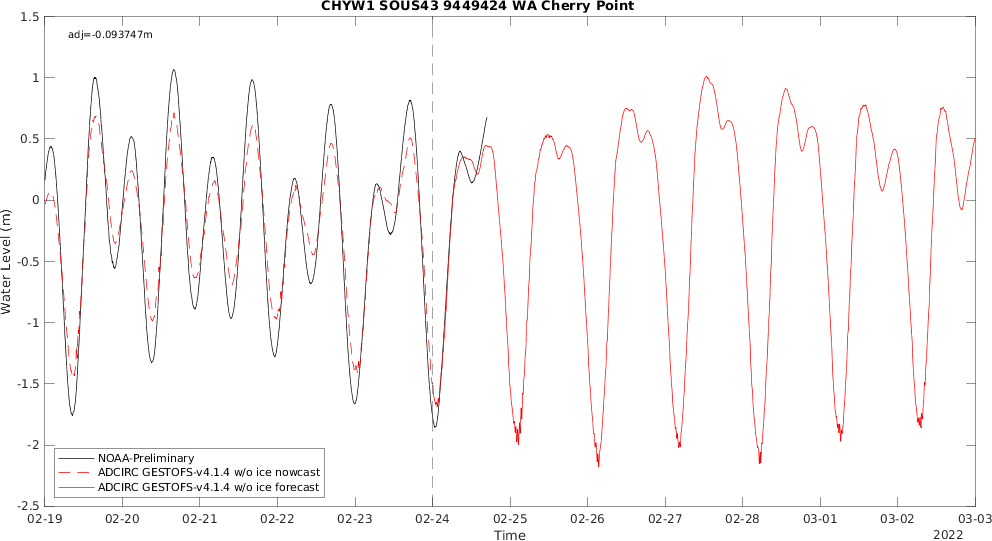 CHYW1 SOUS43 9449424 WA Cherry Point
adj=-0.093747m
1.5
1
0.5
0
-0.5
-1
-1.5
-2
-2.5
Water Level (m)
NOAA-Preliminary
ADCIRC GESTOFS-v4.1.4 w/o ice nowcast
ADCIRC GESTOFS-v4.1.4 w/o ice forecast
02-19 02-20 02-21 02-22 02-23 02-24 02-25 02-26 02-27 02-28 03-01 03-02 03-03
Time
2022